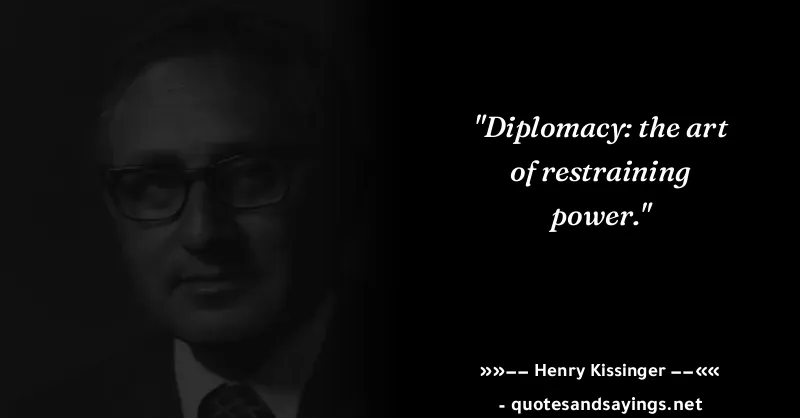 "Diplomacy: the art
of restraining
power."
»»−− Henry Kissinger −−««
- quotesandsayings.net